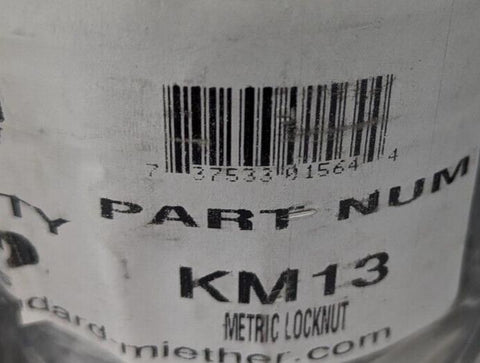 7 37533 01564 4
TY PART NUM
KM13
METRIC LOCKNUT
dard.miether.com